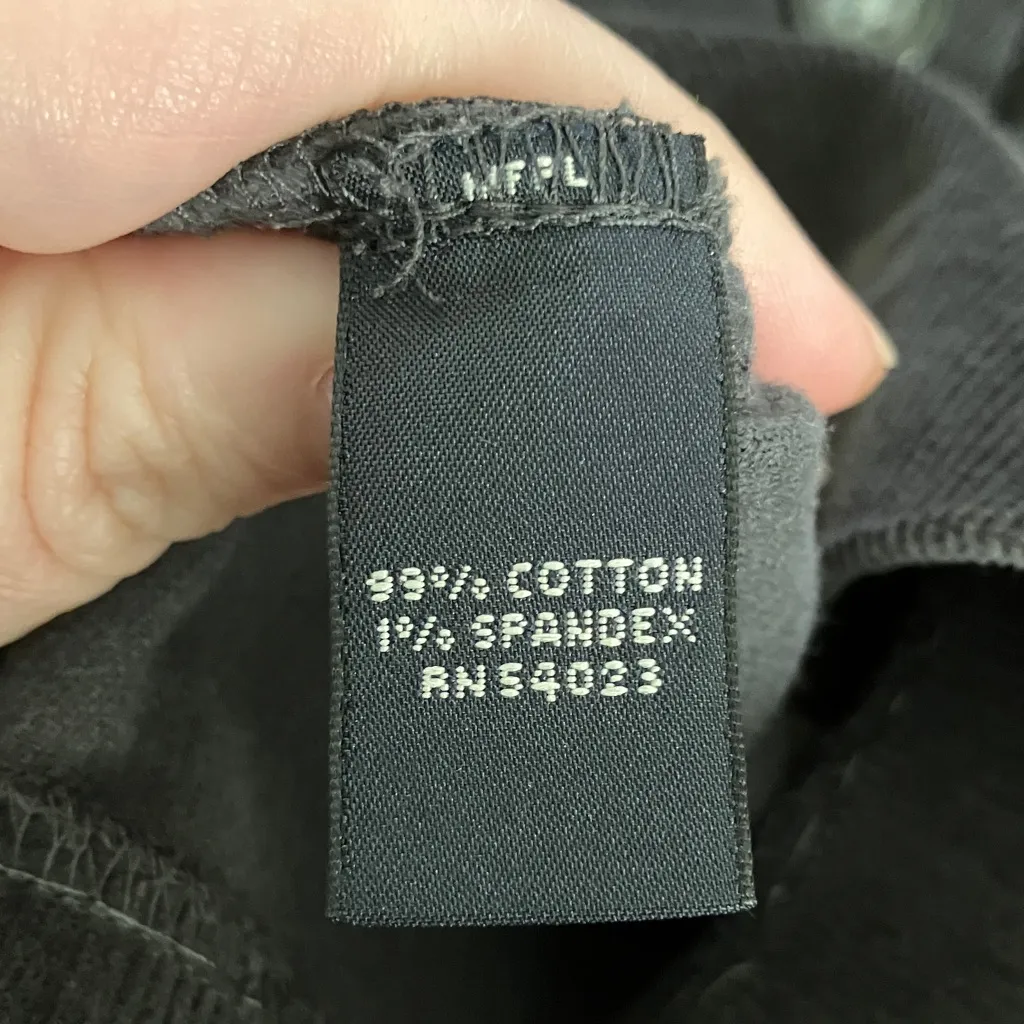 99% COTTON
1% SPANDEX
RN54023